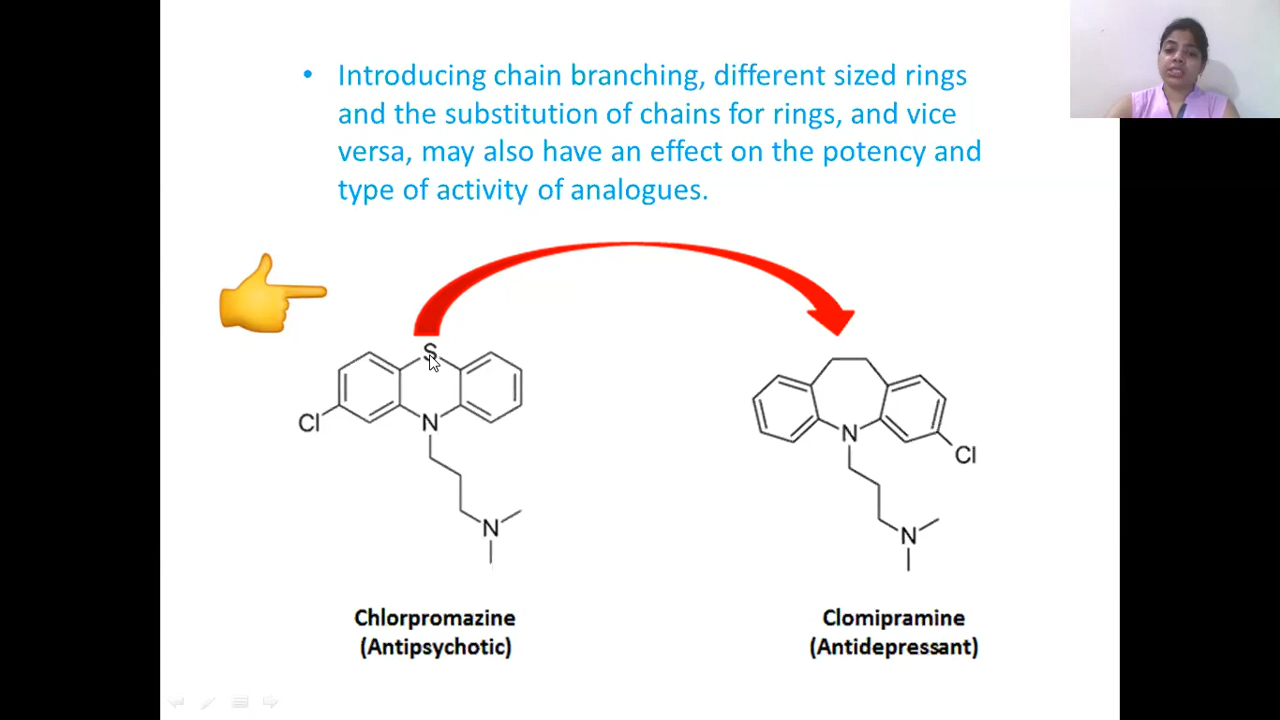 • Introducing chain branching, different sized rings
and the substitution of chains for rings, and vice
versa, may also have an effect on the potency and
type of activity of analogues.
S
Cl
N
N
N
Cl
N
Chlorpromazine
(Antipsychotic)
Clomipramine
(Antidepressant)